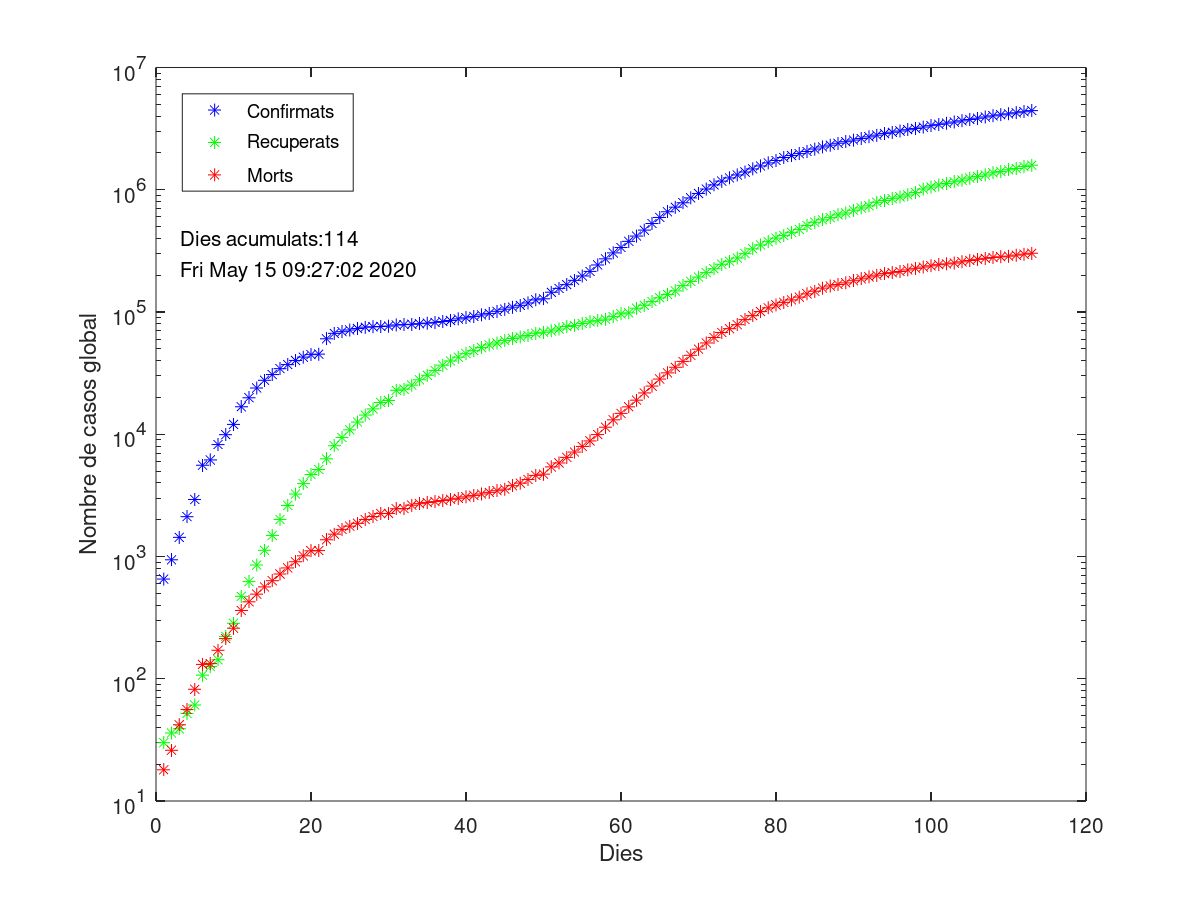 10^7
10^6
10^5
10^4
10^3
10^2
10^1
Nombre de casos global
Confirmats
Recuperats
Morts
Dies acumulats:114
Fri May 15 09:27:02 2020
0 20 40 60 80 100 120
Dies